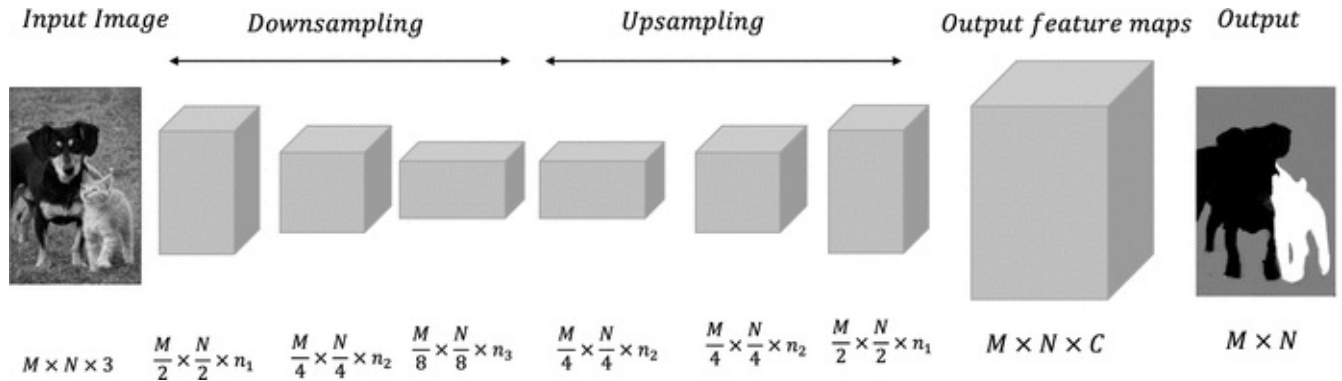 Input Image Downsampling Upsampling Output feature maps Output
M × N × 3 M/2 × N/2 × n₁ M/4 × N/4 × n₂ M/8 × N/8 × n₃ M/4 × N/4 × n₂ M/4 × N/4 × n₂ M/2 × N/2 × n₁ M × N × C M × N